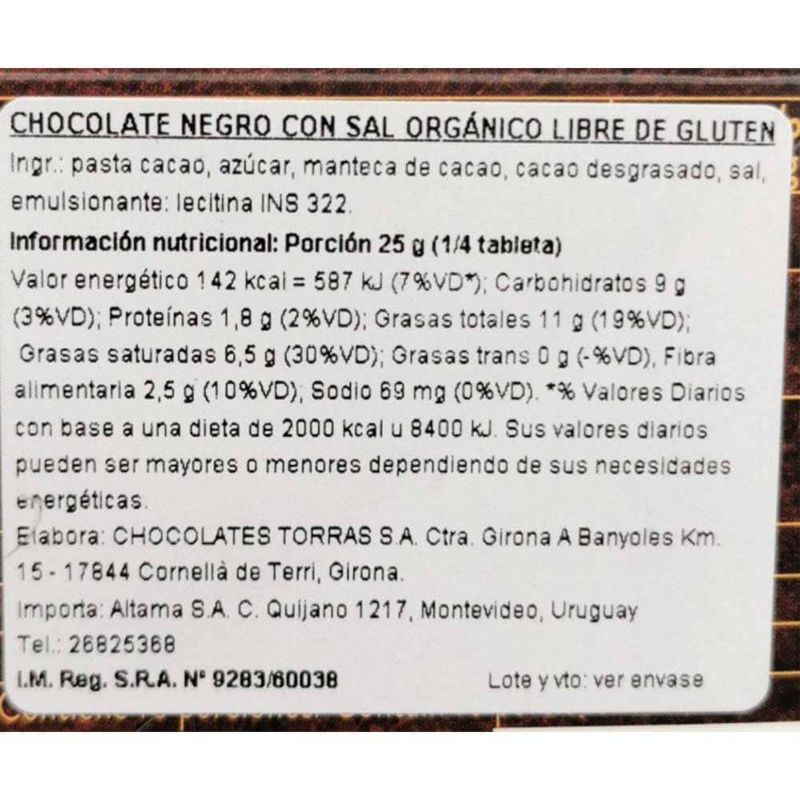 CHOCOLATE NEGRO CON SAL ORGÁNICO LIBRE DE GLUTEN
Ingr.: pasta cacao, azúcar, manteca de cacao, cacao desgrasado, sal,
emulsionante: lecitina INS 322.
Información nutricional: Porción 25 g (1/4 tableta)
Valor energético 142 kcal = 587 kJ (7%VD*); Carbohidratos 9 g
(3%VD); Proteínas 1,8 g (2%VD); Grasas totales 11 g (19%VD);
Grasas saturadas 6,5 g (30%VD); Grasas trans 0 g (-%VD), Fibra
alimentaria 2,5 g (10%VD); Sodio 69 mg (0%VD). *% Valores Diarios
con base a una dieta de 2000 kcal u 8400 kJ. Sus valores diarios
pueden ser mayores o menores dependiendo de sus necesidades
energéticas.
Elabora: CHOCOLATES TORRAS S.A. Ctra. Girona A Banyoles Km.
15 - 17844 Cornellà de Terri, Girona.
Importa: Altama S.A. C. Quijano 1217, Montevideo, Uruguay
Tel.: 26825368
I.M. Reg. S.R.A. N° 9283/60038 Lote y vto: ver envase